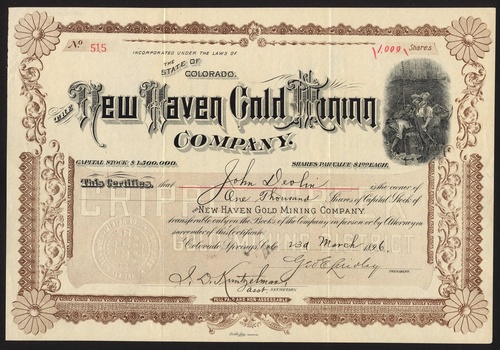 No 515
INCORPORATED UNDER THE LAWS OF
THE STATE OF COLORADO.
1,000 Shares
THE
New Haven Gold Mining
COMPANY.
CAPITAL STOCK $1,500,000.
SHARES PAR VALUE $1.00 EACH.
This Certifies, that John Devlin is the owner of
One Thousand Shares of Capital Stock of
NEW HAVEN GOLD MINING COMPANY.
transferable only on the Books of the Company in person or by Attorney on
surrender of this Certificate.
Colorado Springs, Colo. 23d March 1896.
PRESIDENT.
Asst. SECRETARY.
FULL PAID AND NON-ASSESSABLE